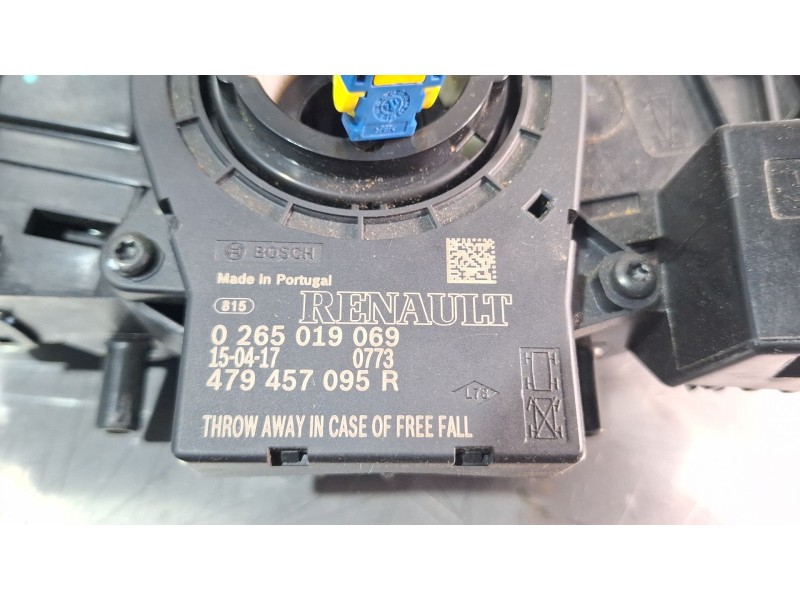 BOSCH
Made in Portugal
815
RENAULT
0 265 019 069
15-04-17 0773
479 457 095 R
L78
THROW AWAY IN CASE OF FREE FALL